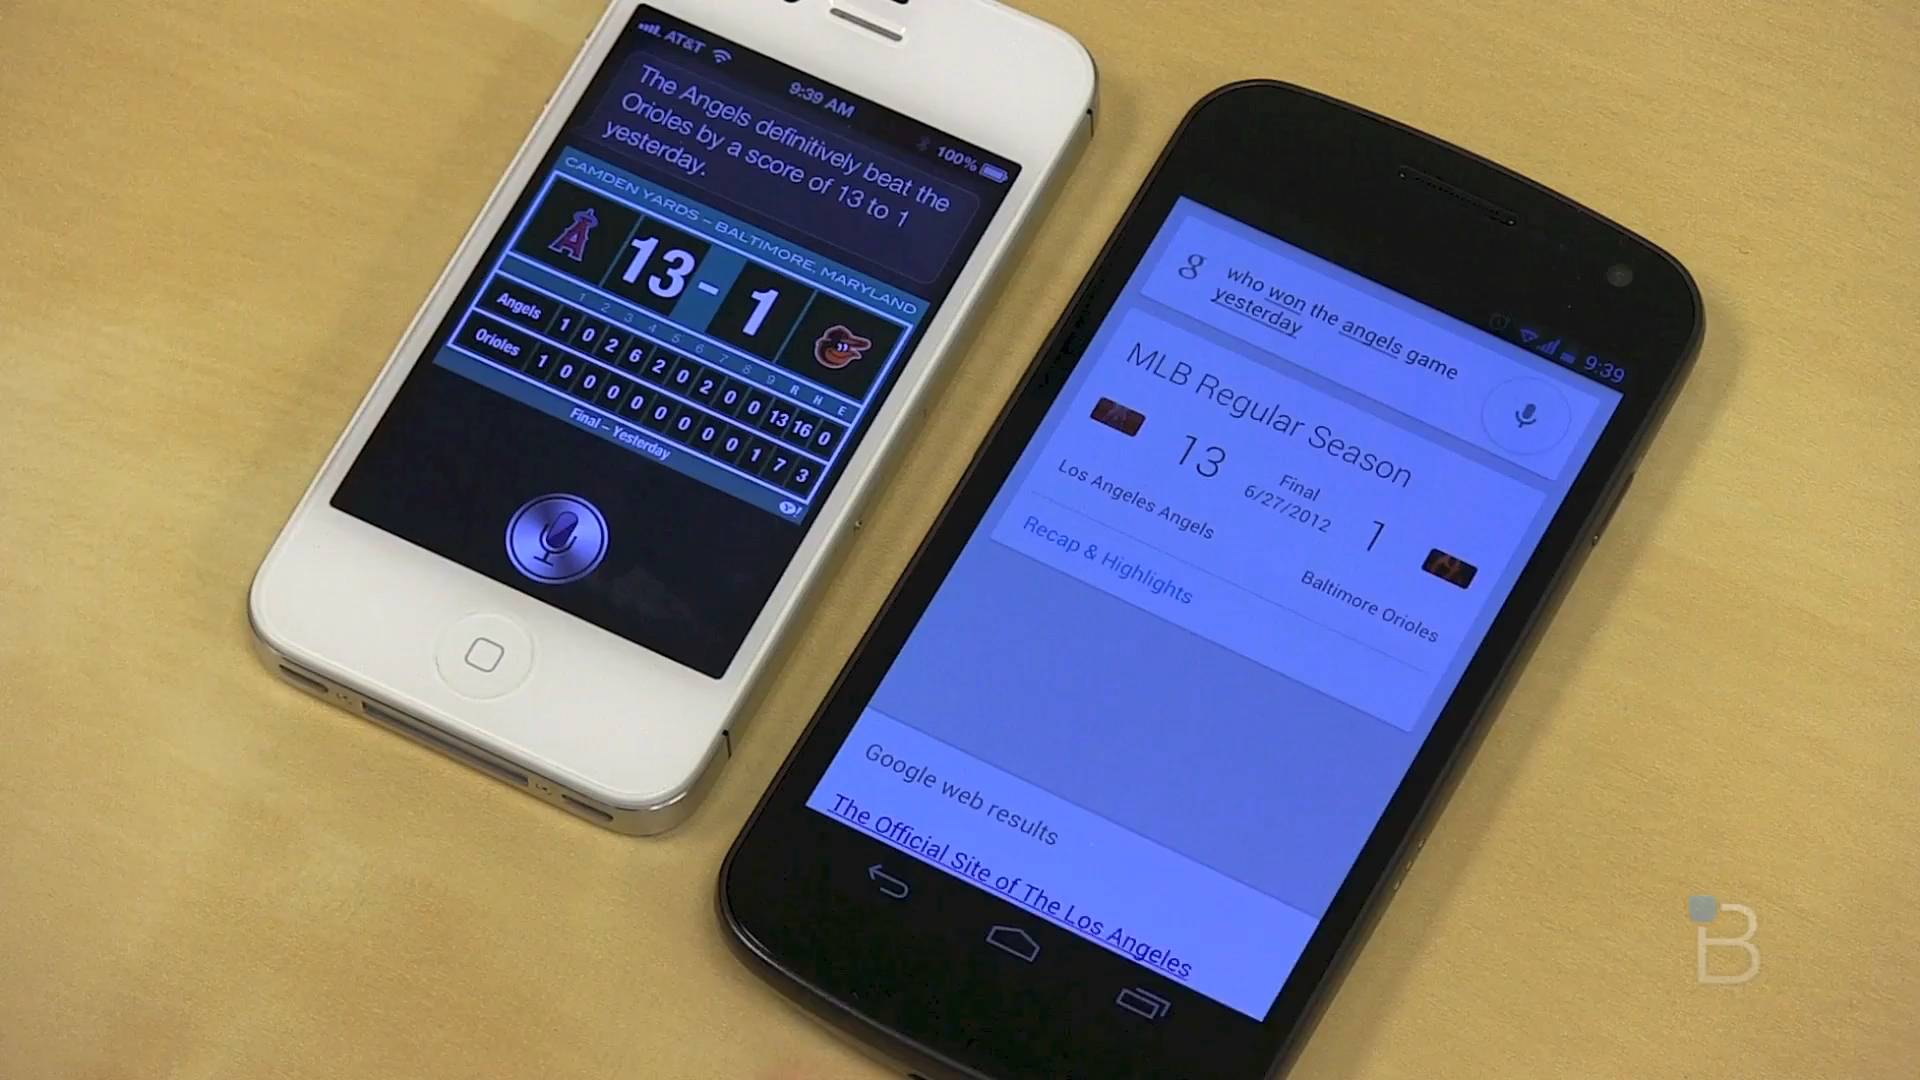 AT&T
9:39 AM
100%
The Angels definitively beat the
Orioles by a score of 13 to 1
yesterday.
CAMDEN YARDS – BALTIMORE, MARYLAND
A
13 - 1
1 2 3 4 5 6 7 8 9 R H E
Angels 1 0 2 6 2 0 2 0 0 13 16 0
Orioles 1 0 0 0 0 0 0 0 0 1 7 3
Final – Yesterday
Y!
9:39
g who won the angels game
yesterday
MLB Regular Season
13 Final 1
6/27/2012
Los Angeles Angels
Baltimore Orioles
Recap & Highlights
Google web results
The Official Site of The Los Angeles
B